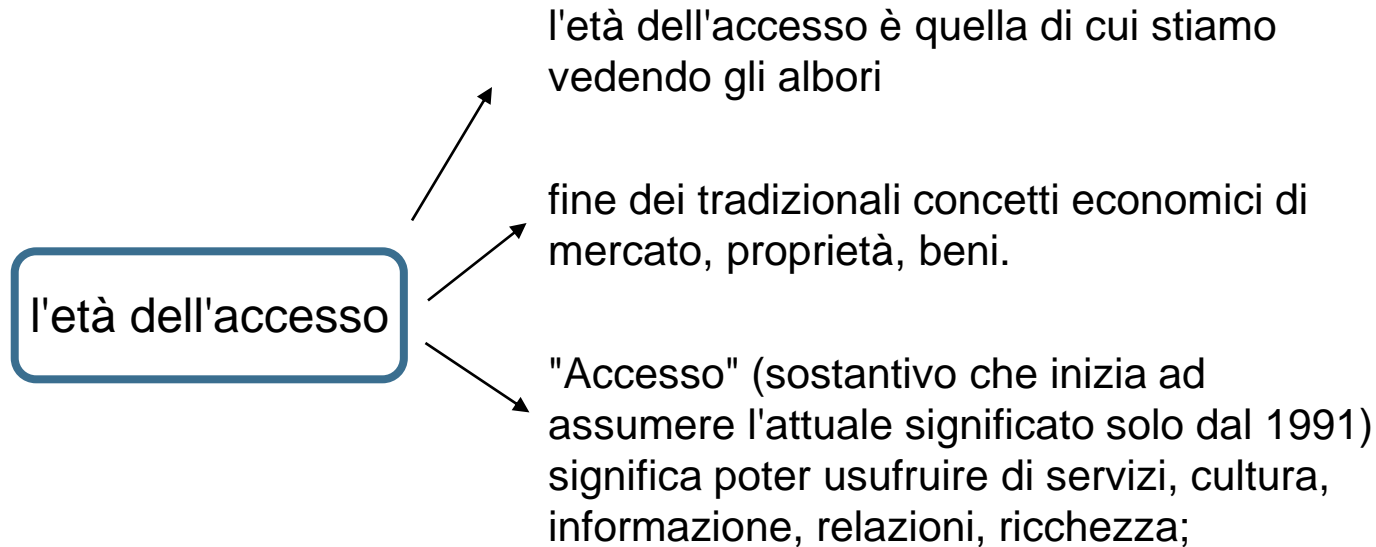 l'età dell'accesso è quella di cui stiamo
vedendo gli albori
fine dei tradizionali concetti economici di
mercato, proprietà, beni.
l'età dell'accesso
"Accesso" (sostantivo che inizia ad
assumere l'attuale significato solo dal 1991)
significa poter usufruire di servizi, cultura,
informazione, relazioni, ricchezza;